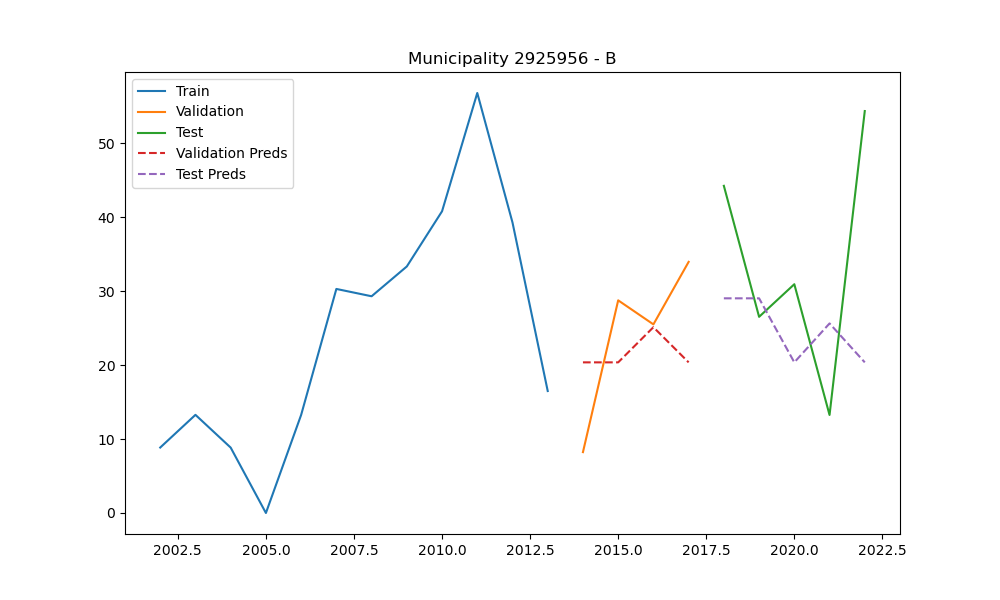 Municipality 2925956 - B
Train
Validation
Test
Validation Preds
Test Preds
50
40
30
20
10
0
2002.5 2005.0 2007.5 2010.0 2012.5 2015.0 2017.5 2020.0 2022.5